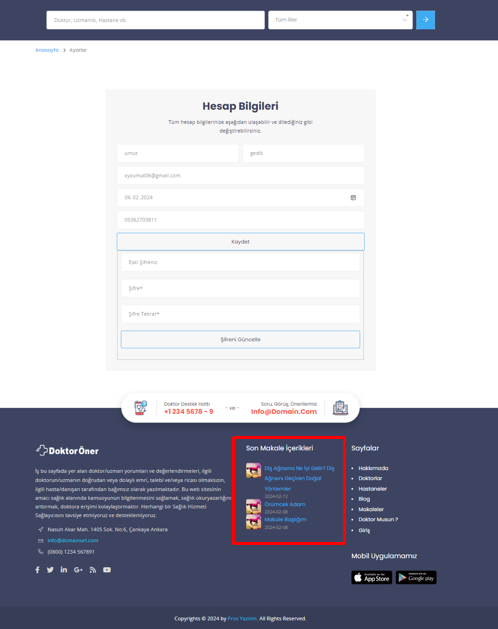 Doktor, Uzmanlık, Hastane vb.
Tüm İller
Anasayfa > Ayarlar
Hesap Bilgileri
Tüm hesap bilgilerinize aşağıdan ulaşabilir ve dilediğiniz gibi
değiştirebilirsiniz.
umut
gedik
xypumat06@gmail.com
06.02.2024
05362703811
Kaydet
Eski Şifreniz
Şifre*
Şifre Tekrar*
Şifreni Güncelle
Doktor Destek Hattı
+1 234 5678 - 9
- ve -
Soru, Görüş, Önerileriniz
Info@Domain.Com
DoktorÖner
İş bu sayfada yer alan doktor/uzman yorumları ve değerlendirmeleri, ilgili
doktorun/uzmanın doğrudan veya dolaylı emri, talebi ve/veya ricası olmaksızın,
ilgili hasta/danışan tarafından bağımsız olarak yazılmaktadır. Bu web sitesinin
amacı sağlık alanında kamuoyunun bilgilenmesini sağlamak, sağlık okuryazarlığını
arttırmak, doktora erişimi kolaylaştırmaktır. Herhangi bir Sağlık Hizmeti
Sağlayıcısını tavsiye etmiyoruz ve desteklemiyoruz.
Nasuh Akar Mah. 1405 Sok. No:6, Çankaya Ankara
info@domainurl.com
(0800) 1234 567891
Son Makale İçerikleri
Diş Ağrısına Ne İyi Gelir? Diş
Ağrısını Geçiren Doğal
Yöntemler
2024-02-12
Örümcek Adam
2024-02-08
Makale Başlığım
2024-02-08
Sayfalar
Hakkımızda
Doktorlar
Hastaneler
Blog
Makaleler
Doktor Musun ?
Giriş
Mobil Uygulamamız
App Store
Google play
Copyrights © 2024 by Pros Yazılım. All Rights Reserved.